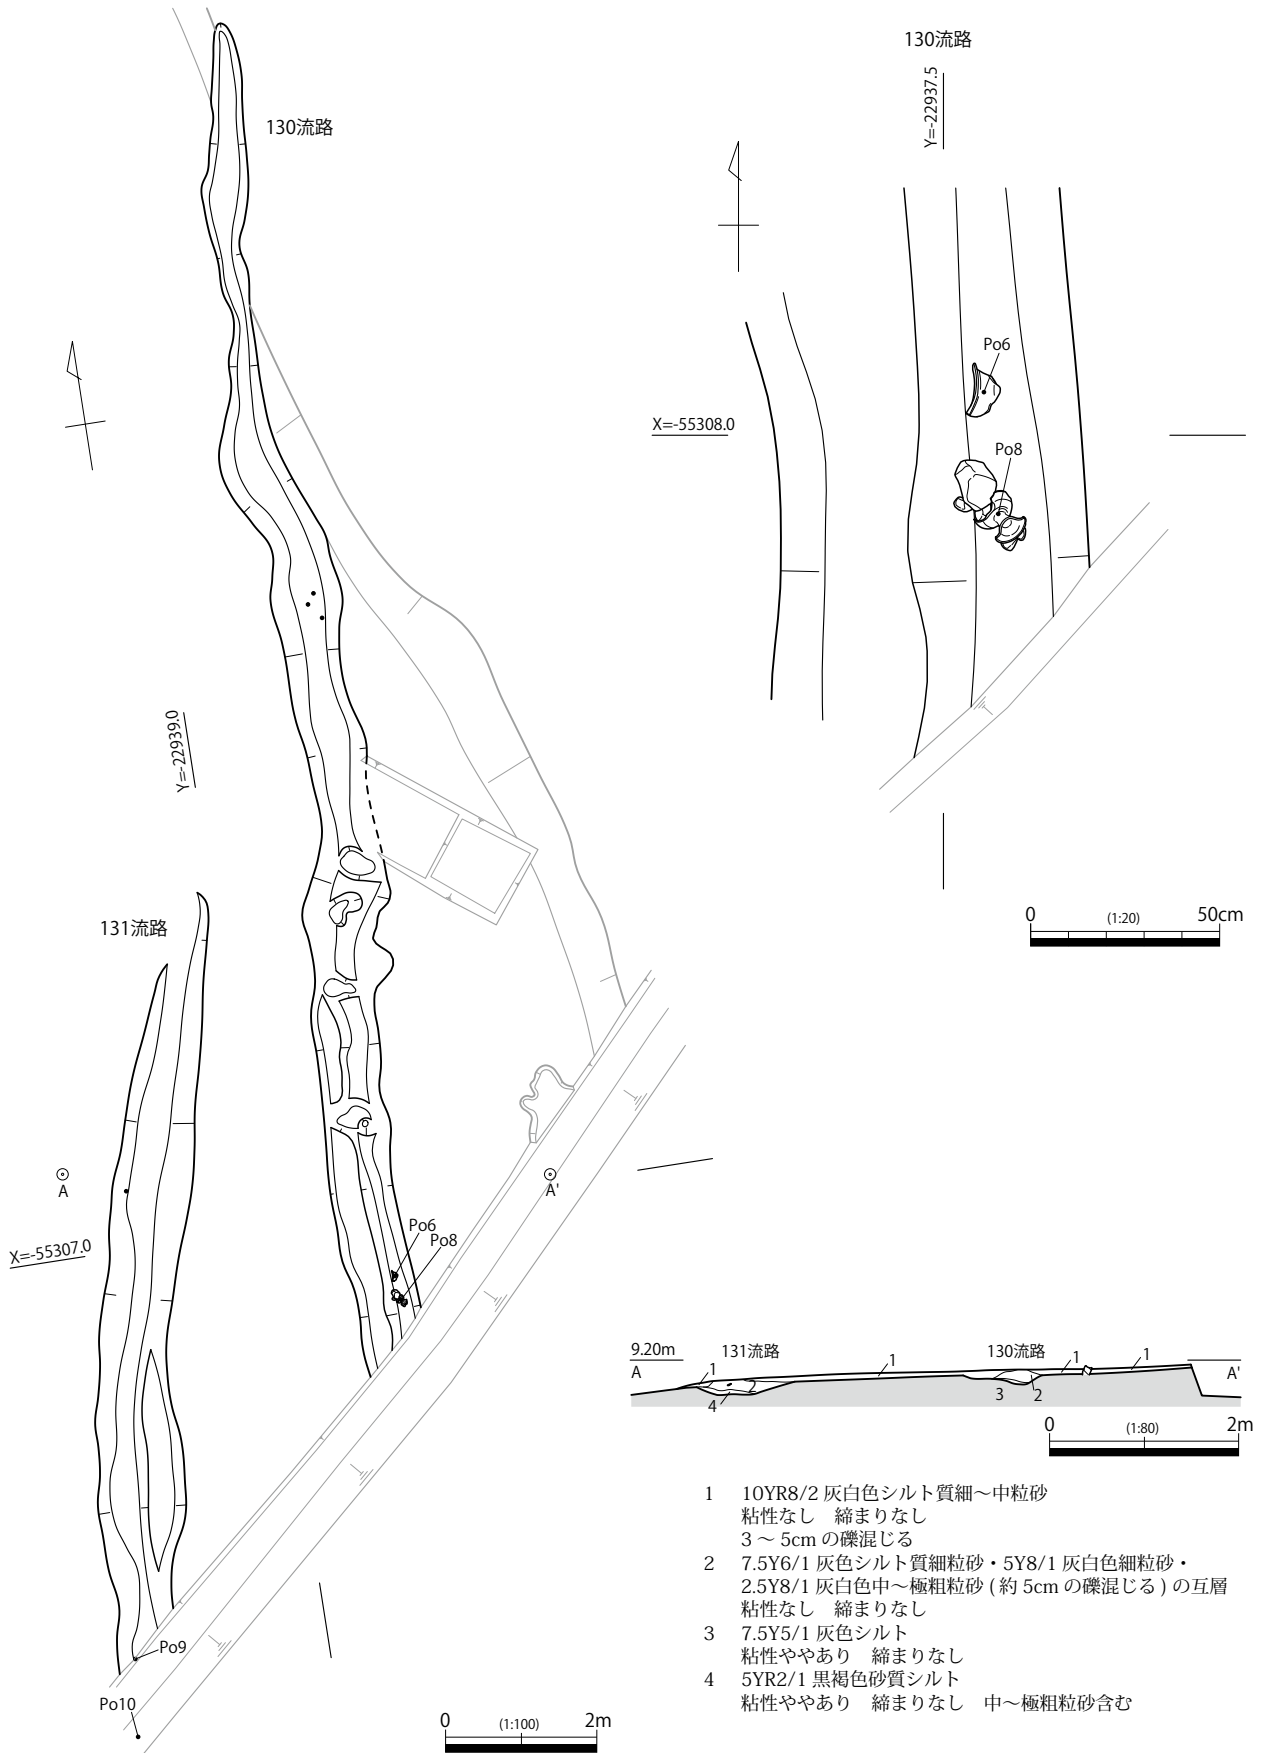 130流路
Y=-22939.0
131流路
A
A'
X=-55307.0
Po6
Po8
Po9
Po10
0 (1:100) 2m
130流路
Y=-22937.5
Po6
X=-55308.0
Po8
0 (1:20) 50cm
9.20m
A
131流路
130流路
A'
1
1
1
1
4
3
2
0 (1:80) 2m
1 10YR8/2 灰白色シルト質細～中粒砂
粘性なし 締まりなし
3 ～ 5cm の礫混じる
2 7.5Y6/1 灰色シルト質細粒砂・5Y8/1 灰白色細粒砂・
2.5Y8/1 灰白色中～極粗粒砂 ( 約 5cm の礫混じる ) の互層
粘性なし 締まりなし
3 7.5Y5/1 灰色シルト
粘性ややあり 締まりなし
4 5YR2/1 黒褐色砂質シルト
粘性ややあり 締まりなし 中～極粗粒砂含む